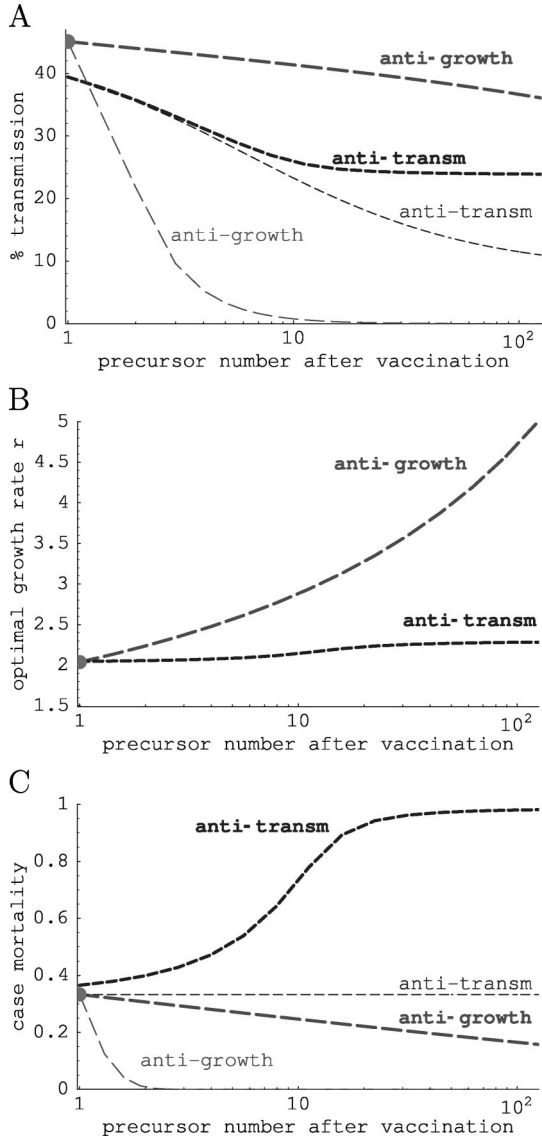 A
% transmission
40
30
20
10
0
anti-growth
anti-transm
anti-transm
anti-growth
1
10
10²
precursor number after vaccination
B
optimal growth rate r
5
4.5
4
3.5
3
2.5
2
1.5
anti-growth
anti-transm
1
10
10²
precursor number after vaccination
C
case mortality
1
0.8
0.6
0.4
0.2
0
anti-transm
anti-transm
anti-growth
anti-growth
1
10
10²
precursor number after vaccination